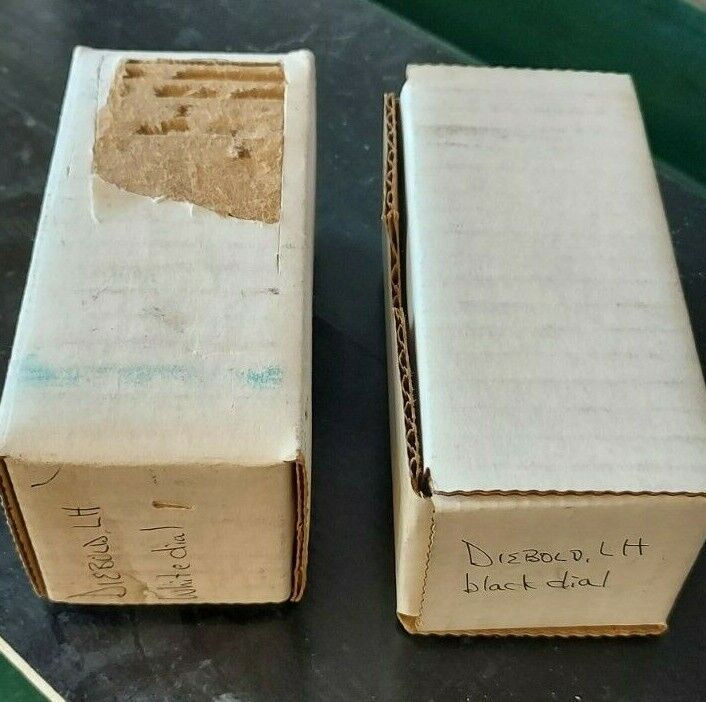 DIEBOLD, LH
White dial
DIEBOLD, LH
black dial